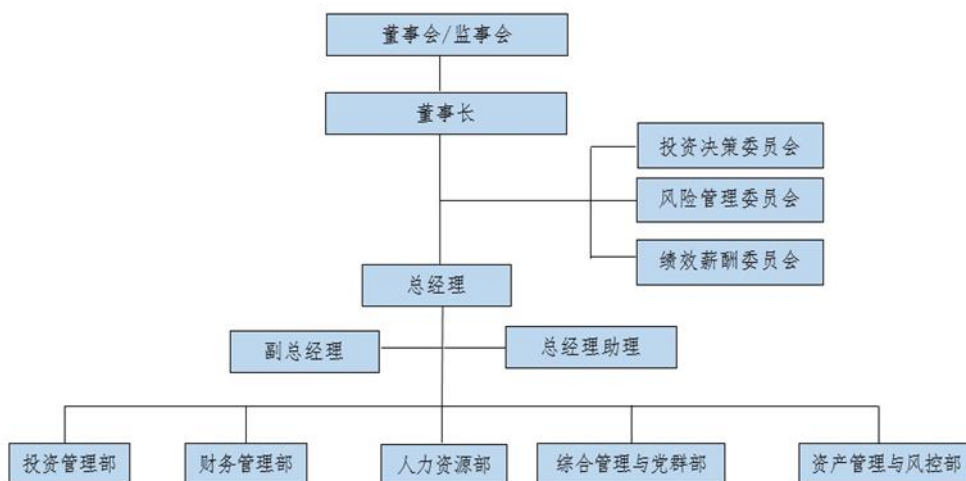 董事会/监事会
董事长
投资决策委员会
风险管理委员会
绩效薪酬委员会
总经理
副总经理
总经理助理
投资管理部
财务管理部
人力资源部
综合管理与党群部
资产管理与风控部